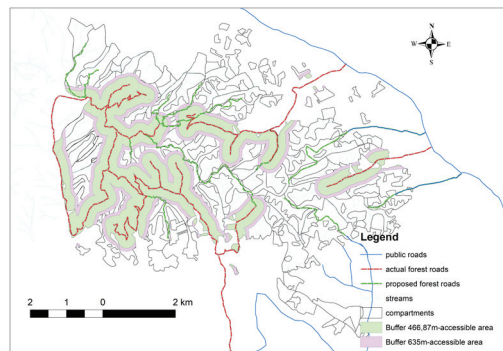 N
W E
S
Legend
public roads
actual forest roads
proposed forest roads
streams
compartments
Buffer 466,87m-accessible area
Buffer 635m-accessible area
2 1 0 2 km